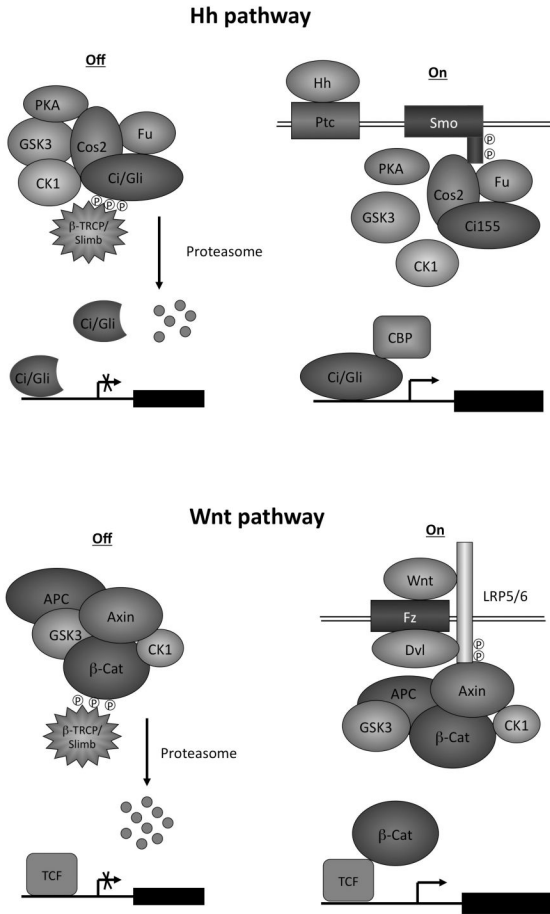 Hh pathway
Off
PKA
GSK3
Cos2
Fu
CK1
Ci/Gli
P P P
β-TRCP/
Slimb
Proteasome
Ci/Gli
Ci/Gli
X
On
Hh
Ptc
Smo
P
P
PKA
Cos2
Fu
GSK3
Ci155
CK1
CBP
Ci/Gli
Wnt pathway
Off
APC
Axin
GSK3
CK1
β-Cat
P P P
β-TRCP/
Slimb
Proteasome
TCF
X
On
Wnt
LRP5/6
Fz
Dvl
P
P
APC
Axin
GSK3
CK1
β-Cat
β-Cat
TCF